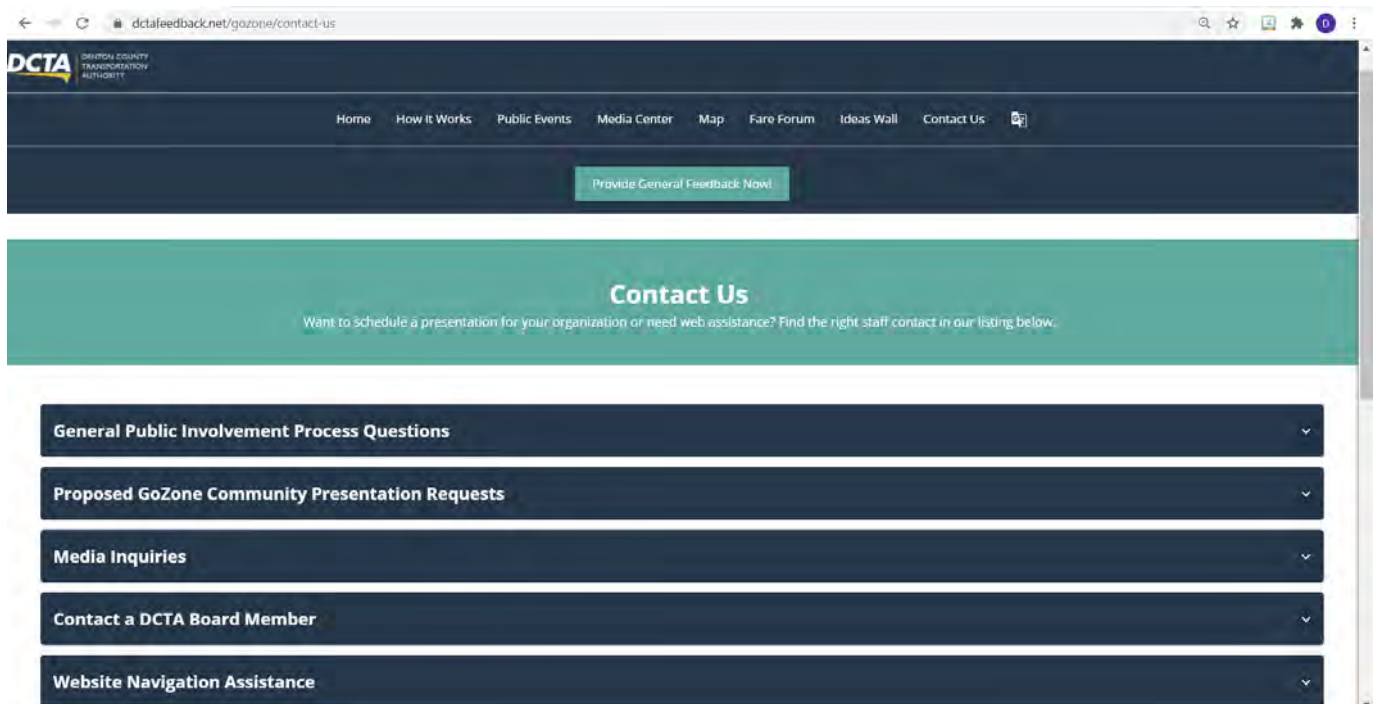 dctafeedback.net/gozone/contact-us
D
DCTA
DENTON COUNTY
TRANSPORTATION
AUTHORITY
Home How It Works Public Events Media Center Map Fare Forum Ideas Wall Contact Us
Provide General Feedback Now!
Contact Us
Want to schedule a presentation for your organization or need web assistance? Find the right staff contact in our listing below.
General Public Involvement Process Questions
Proposed GoZone Community Presentation Requests
Media Inquiries
Contact a DCTA Board Member
Website Navigation Assistance